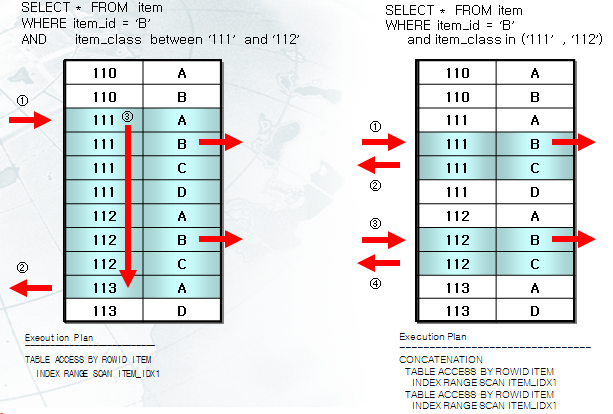 SELECT * FROM item
WHERE item_id = 'B'
AND item_class between '111' and '112'
110 A
110 B
① 111 ③ A
111 B
111 C
111 D
112 A
112 B
② 112 C
113 A
113 D
Execution Plan
TABLE ACCESS BY ROWID ITEM
INDEX RANGE SCAN ITEM_IDX1
SELECT * FROM item
WHERE item_id = 'B'
and item_class in ('111' , '112')
110 A
110 B
111 A
① 111 B
111 C
② 111 D
112 A
③ 112 B
112 C
④ 113 A
113 D
Execution Plan
CONCATENATION
TABLE ACCESS BY ROWID ITEM
INDEX RANGE SCAN ITEM_IDX1
TABLE ACCESS BY ROWID ITEM
INDEX RANGE SCAN ITEM_IDX1